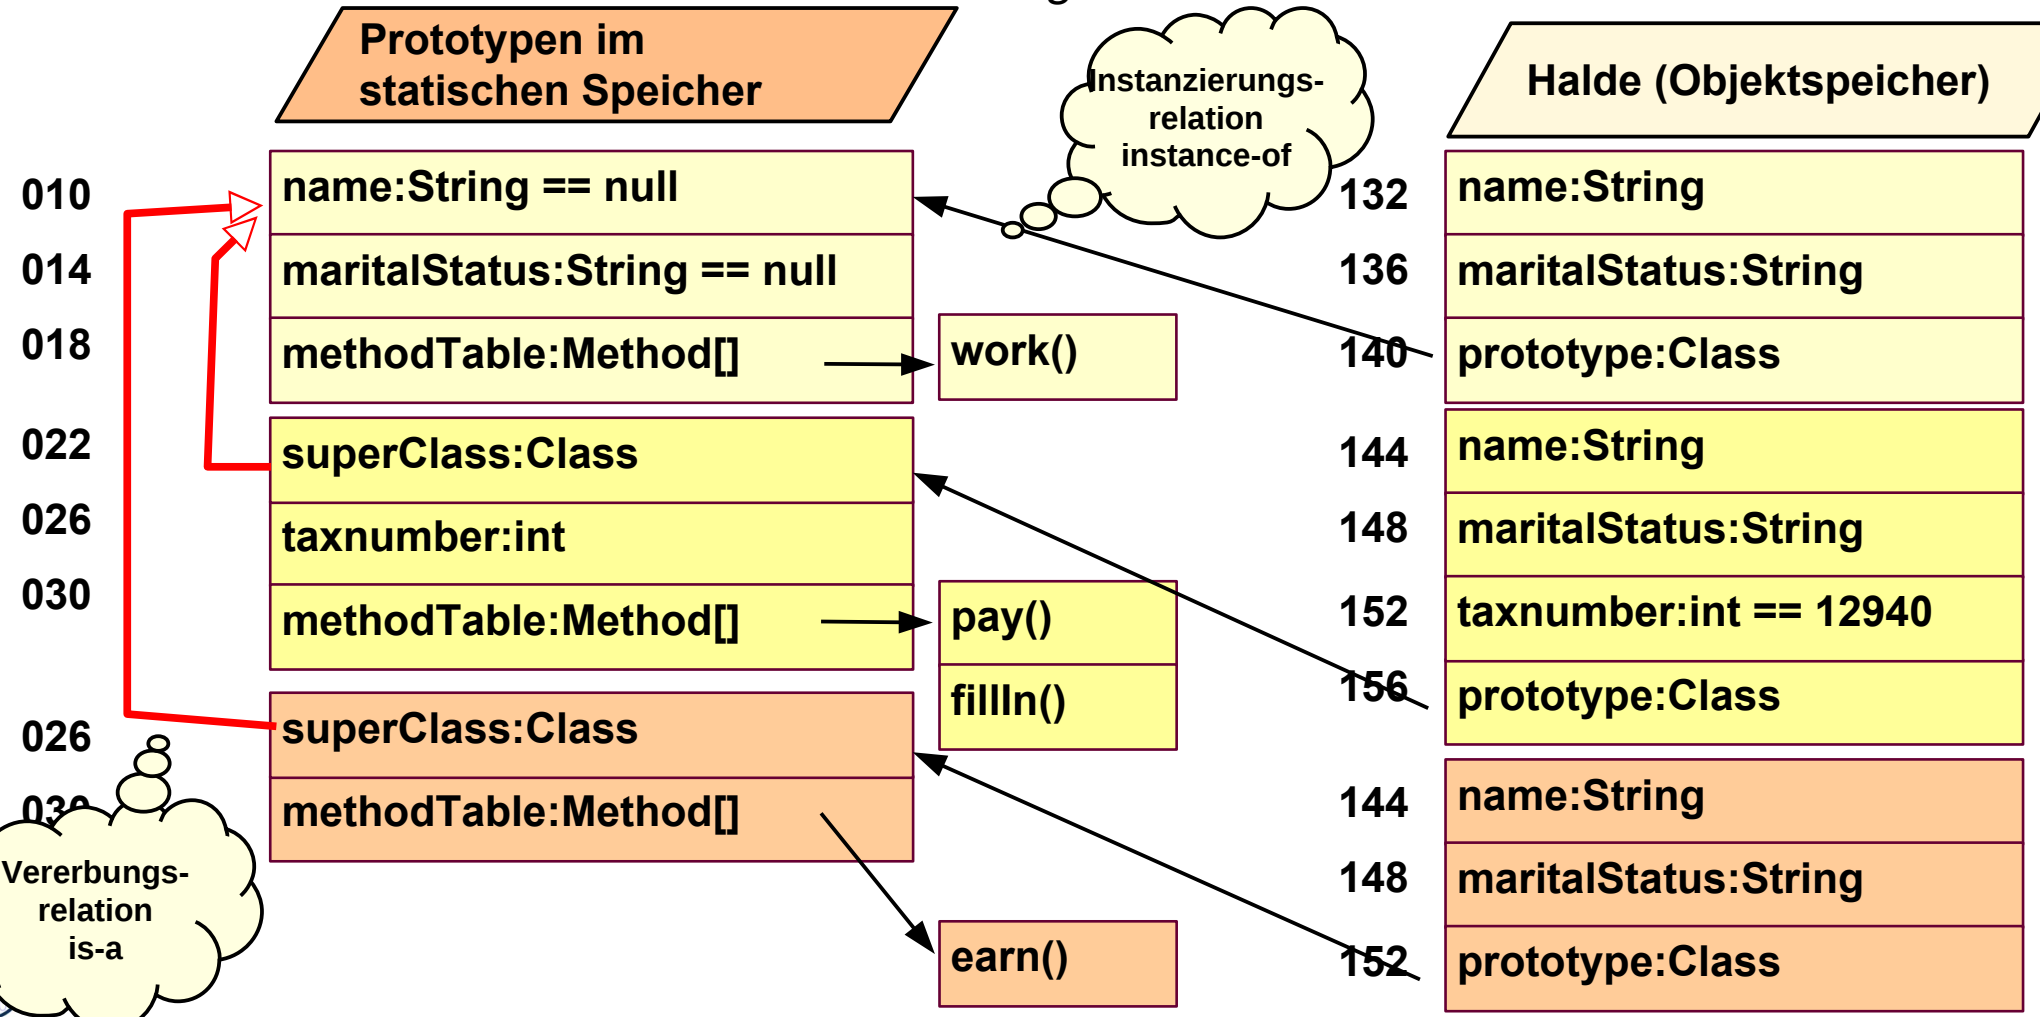 Prototypen im
statischen Speicher
Instanzierungs-
relation
instance-of
Halde (Objektspeicher)
010
name:String == null
014
maritalStatus:String == null
018
methodTable:Method[]
work()
022
superClass:Class
026
taxnumber:int
030
methodTable:Method[]
pay()
fillIn()
026
superClass:Class
030
methodTable:Method[]
earn()
Vererbungs-
relation
is-a
132
name:String
136
maritalStatus:String
140
prototype:Class
144
name:String
148
maritalStatus:String
152
taxnumber:int == 12940
156
prototype:Class
144
name:String
148
maritalStatus:String
152
prototype:Class